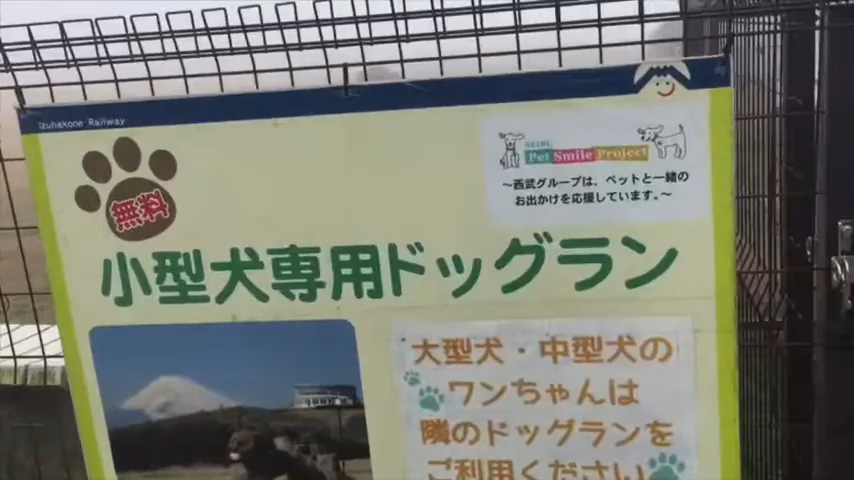 Izuhakone Railway
無料
SEIBU
Pet Smile Project
～西武グループは、ペットと一緒の
お出かけを応援しています。～
小型犬専用ドッグラン
大型犬・中型犬の
ワンちゃんは
隣のドッグランを
ご利用ください